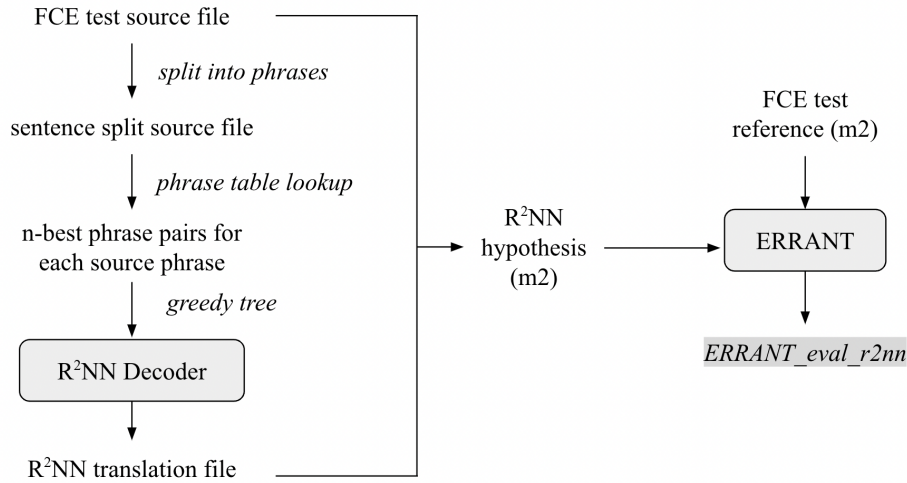 FCE test source file
split into phrases
sentence split source file
phrase table lookup
n-best phrase pairs for
each source phrase
greedy tree
R²NN Decoder
R²NN translation file
R²NN
hypothesis
(m2)
FCE test
reference (m2)
ERRANT
ERRANT_eval_r2nn